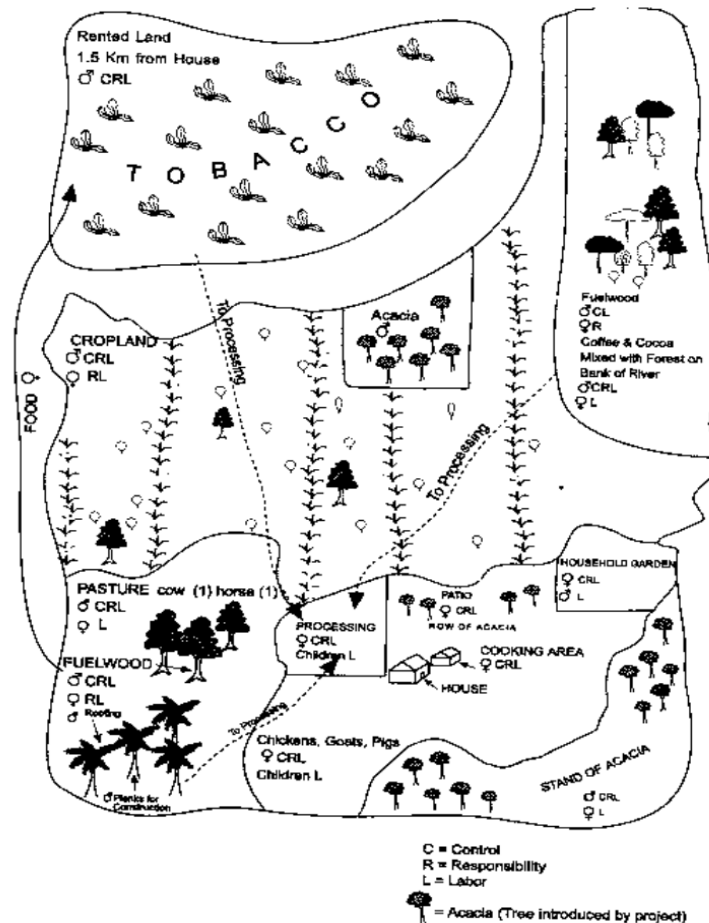 Rented Land
1.5 Km from House
♂ CRL
TOBACCO
To Processing
Acacia
♂
Fuelwood
♂CL
♀R
Coffee & Cocoa
Mixed with Forest on
Bank of River
♂CRL
♀ L
CROPLAND
♂CRL
♀ RL
FOOD ♀
To Processing
PASTURE cow (1) horse (1)
♂ CRL
♀ L
FUELWOOD
♂CRL
♀ RL
♂ Roofing
♂ Planks for
Construction
To Processing
PROCESSING
♀ CRL
Children L
PATIO
♀ CRL
ROW OF ACACIA
HOUSEHOLD GARDEN
♀ CRL
♂ L
COOKING AREA
♀ CRL
HOUSE
Chickens, Goats, Pigs
♀ CRL
Children L
STAND OF ACACIA
♂ CRL
♀ L
C = Control
R = Responsibility
L = Labor
= Acacia (Tree introduced by project)